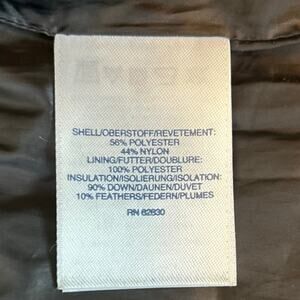 SHELL/OBERSTOFF/REVETEMENT:
56% POLYESTER
44% NYLON
LINING/FUTTER/DOUBLURE:
100% POLYESTER
INSULATION/ISOLIERUNG/ISOLATION:
90% DOWN/DAUNEN/DUVET
10% FEATHERS/FEDERN/PLUMES
RN 62830